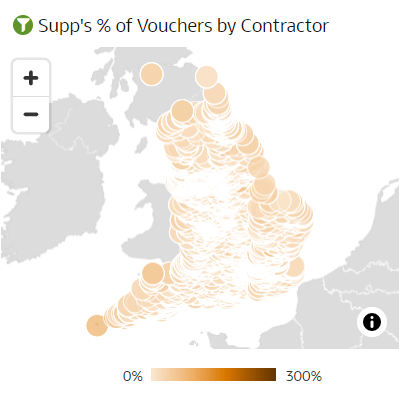 Supp's % of Vouchers by Contractor
+
−
0% 300%